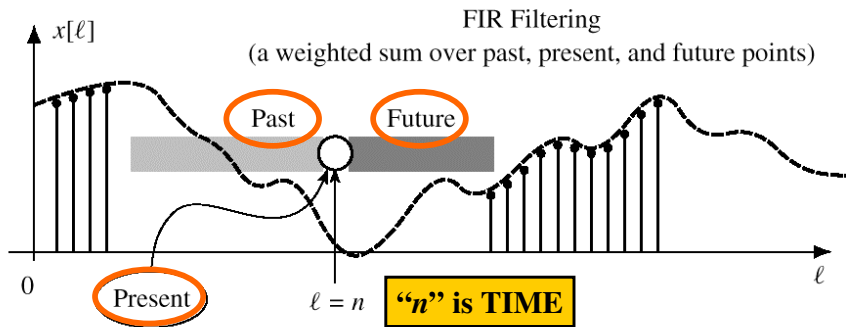 x[ℓ]
FIR Filtering
(a weighted sum over past, present, and future points)
Past
Future
0
Present
ℓ = n
“n” is TIME
ℓ